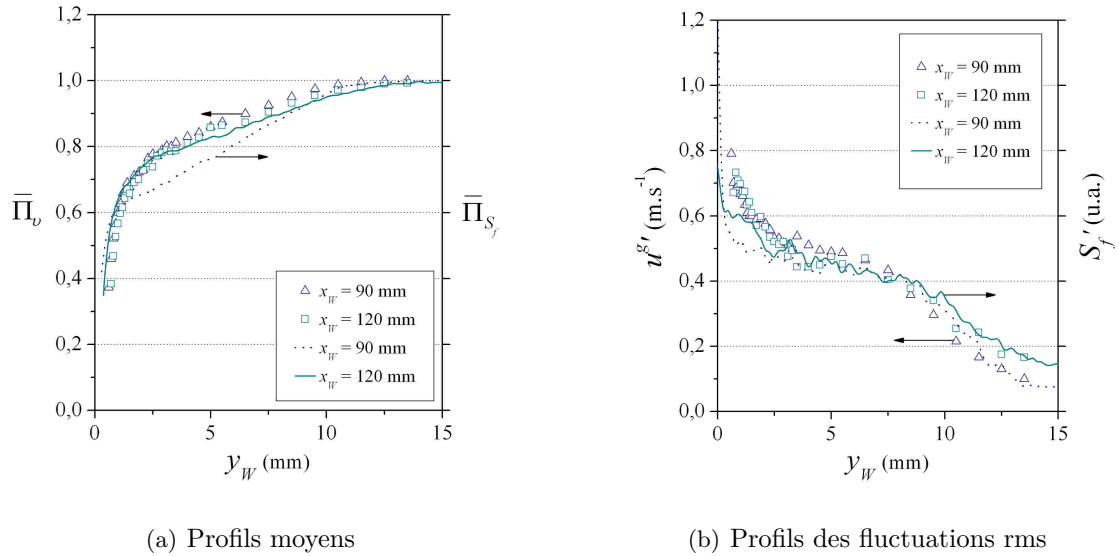 1,2
1,0
0,8
0,6
0,4
0,2
0,0
Π̅υ
Π̅S_f
x_W = 90 mm
x_W = 120 mm
x_W = 90 mm
x_W = 120 mm
0 5 10 15
y_W (mm)
(a) Profils moyens
1,2
1,0
0,8
0,6
0,4
0,2
0,0
u^g' (m.s⁻¹)
S_f' (u.a.)
x_W = 90 mm
x_W = 120 mm
x_W = 90 mm
x_W = 120 mm
0 5 10 15
y_W (mm)
(b) Profils des fluctuations rms